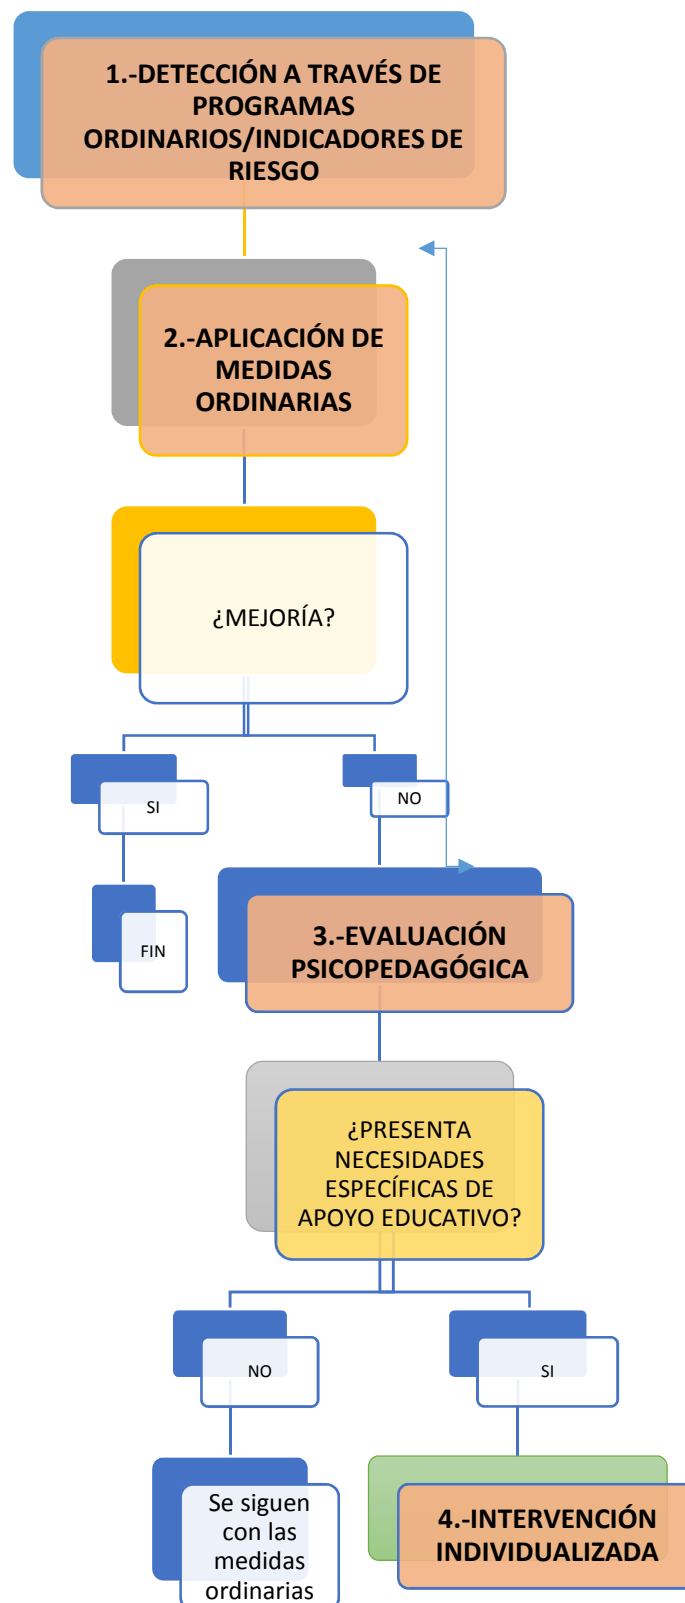 1.-DETECCIÓN A TRAVÉS DE
PROGRAMAS
ORDINARIOS/INDICADORES DE
RIESGO
2.-APLICACIÓN DE
MEDIDAS
ORDINARIAS
¿MEJORÍA?
SI
NO
FIN
3.-EVALUACIÓN
PSICOPEDAGÓGICA
¿PRESENTA
NECESIDADES
ESPECÍFICAS DE
APOYO EDUCATIVO?
NO
SI
Se siguen
con las
medidas
ordinarias
4.-INTERVENCIÓN
INDIVIDUALIZADA